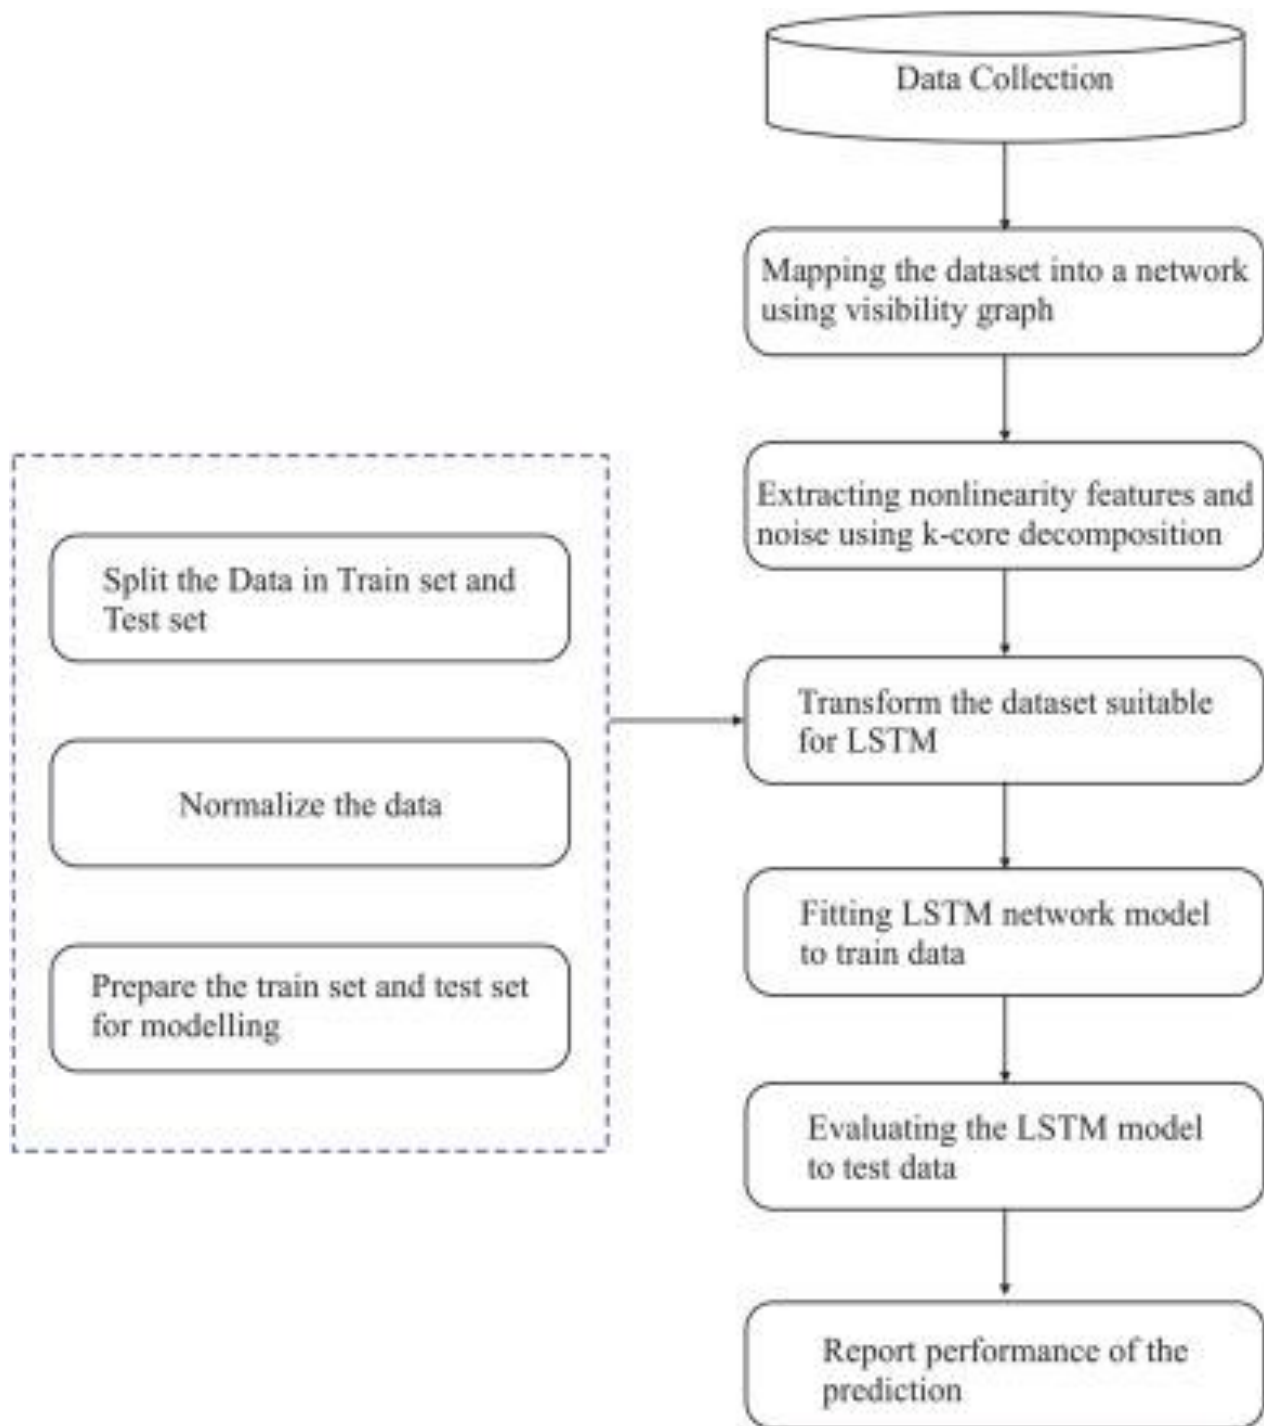 Data Collection
Mapping the dataset into a network
using visibility graph
Extracting nonlinearity features and
noise using k-core decomposition
Split the Data in Train set and
Test set
Normalize the data
Prepare the train set and test set
for modelling
Transform the dataset suitable
for LSTM
Fitting LSTM network model
to train data
Evaluating the LSTM model
to test data
Report performance of the
prediction